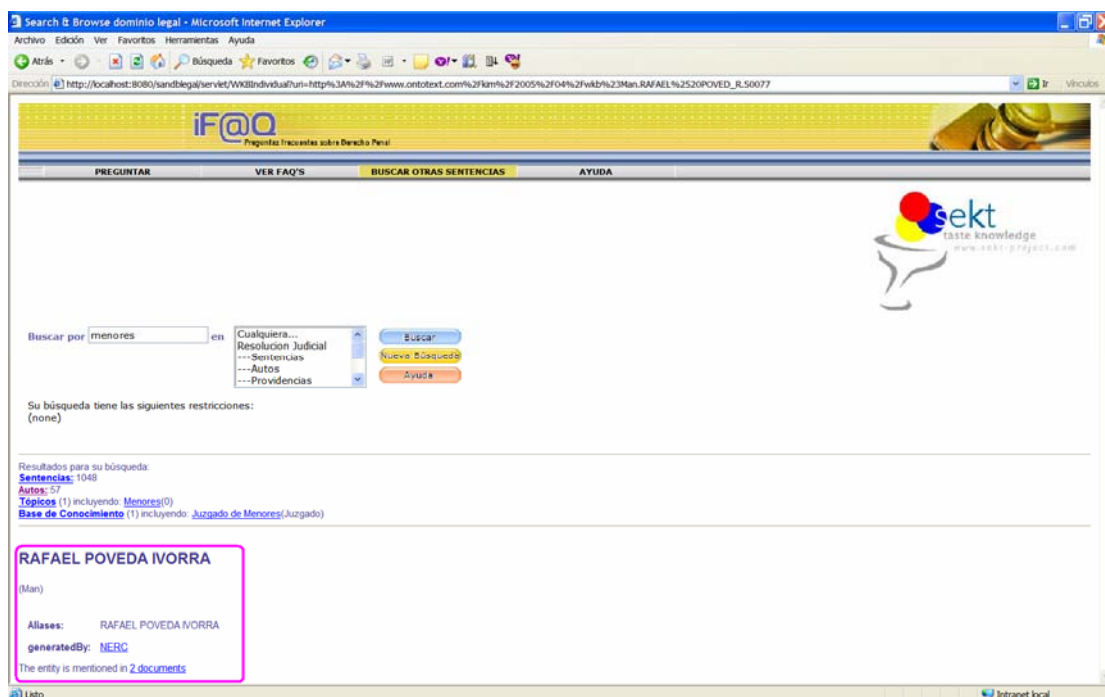 Search & Browse dominio legal - Microsoft Internet Explorer
Archivo Edición Ver Favoritos Herramientas Ayuda
Atrás Búsqueda Favoritos
Dirección http://localhost:8080/sandblegal/servlet/WKBIndividual?uri=http%3A%2F%2Fwww.ontotext.com%2Fkim%2F2005%2F04%2Fwkb%23Man.RAFAEL%2520POVED_R.50077 Ir Vínculos
iF@Q
Preguntas frecuentes sobre Derecho Penal
PREGUNTAR VER FAQ'S BUSCAR OTRAS SENTENCIAS AYUDA
sekt
taste knowledge
www.sekt-project.com
Buscar por menores en Cualquiera... Buscar
Resolucion Judicial
---Sentencias Nueva Búsqueda
---Autos
---Providencias Ayuda
Su búsqueda tiene las siguientes restricciones:
(none)
Resultados para su búsqueda:
Sentencias: 1048
Autos: 57
Tópicos (1) incluyendo: Menores(0)
Base de Conocimiento (1) incluyendo: Juzgado de Menores(Juzgado)
RAFAEL POVEDA IVORRA
(Man)
Aliases: RAFAEL POVEDA IVORRA
generatedBy: NERC
The entity is mentioned in 2 documents
Listo Intranet local